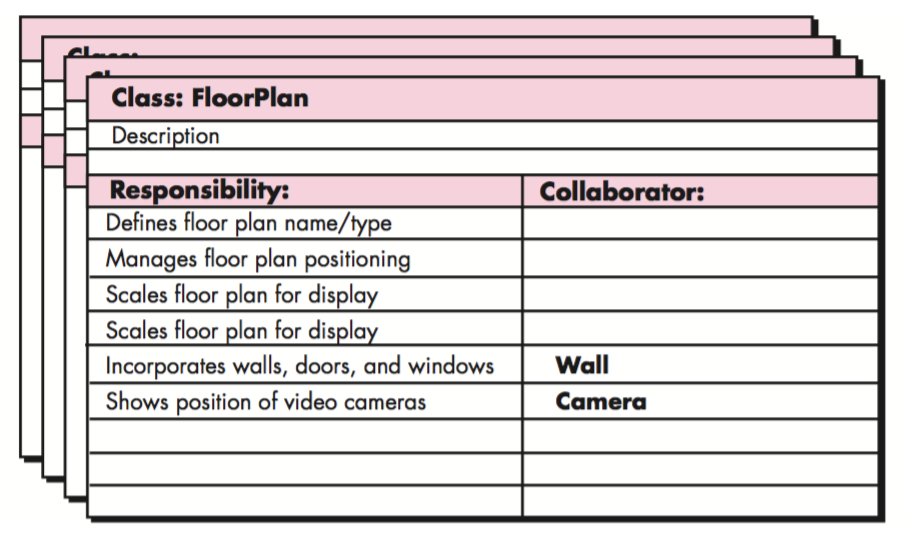 Class:
Class: FloorPlan
Description
Responsibility: Collaborator:
Defines floor plan name/type
Manages floor plan positioning
Scales floor plan for display
Scales floor plan for display
Incorporates walls, doors, and windows Wall
Shows position of video cameras Camera